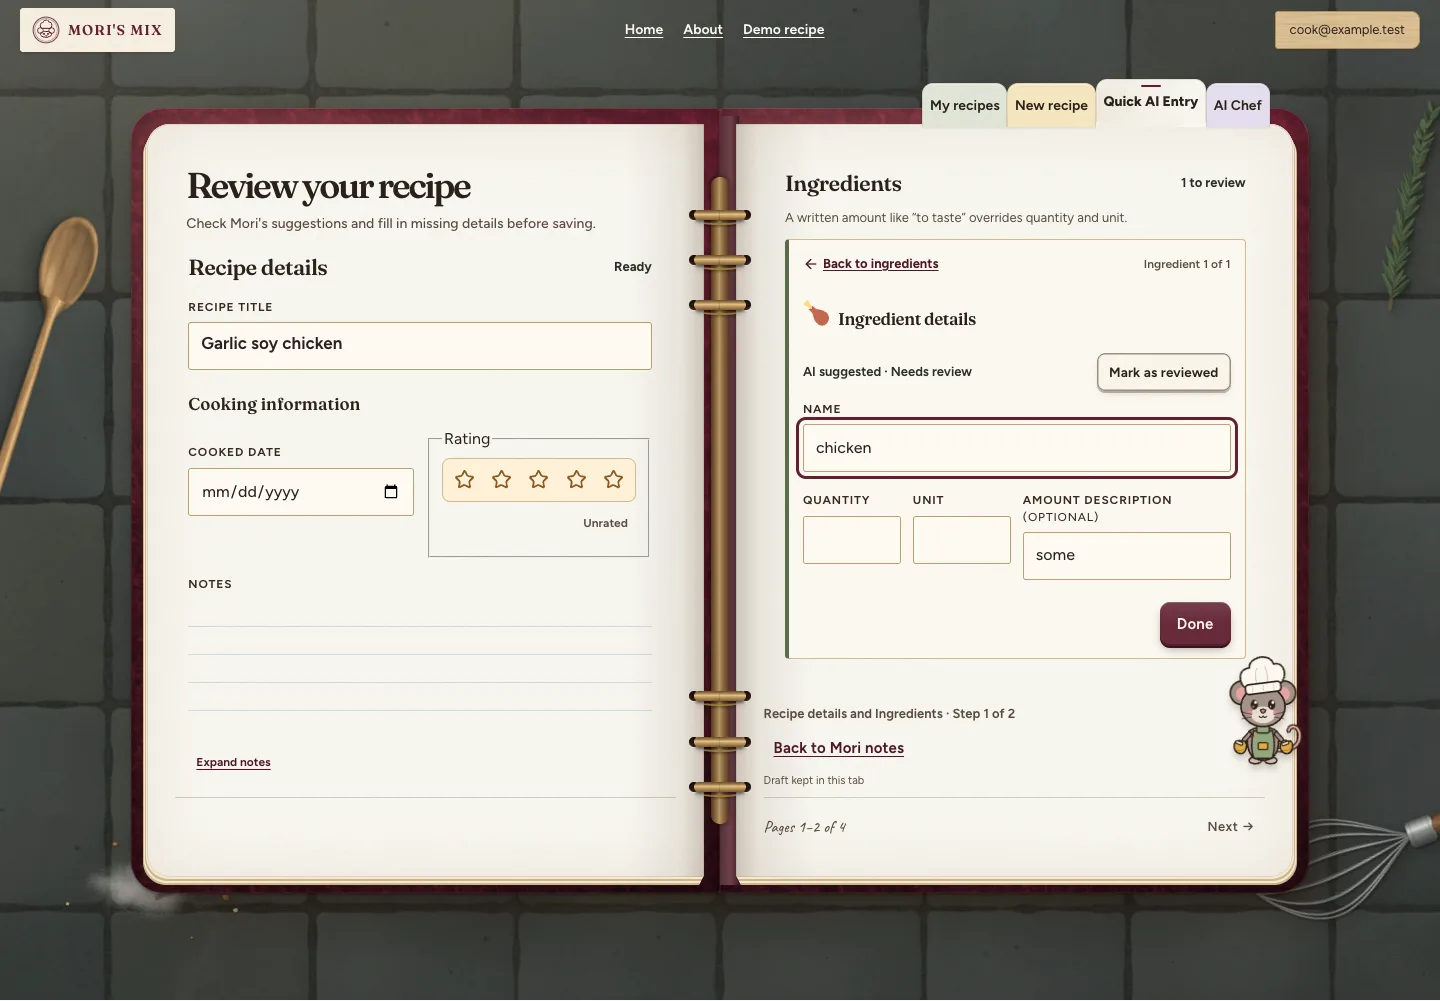 MORI'S MIX
Home About Demo recipe
cook@example.test
My recipes New recipe Quick AI Entry AI Chef
Review your recipe
Check Mori's suggestions and fill in missing details before saving.
Recipe details Ready
RECIPE TITLE
Garlic soy chicken
Cooking information
COOKED DATE
mm/dd/yyyy
Rating
Unrated
NOTES
Expand notes
Ingredients 1 to review
A written amount like “to taste” overrides quantity and unit.
← Back to ingredients Ingredient 1 of 1
Ingredient details
AI suggested · Needs review Mark as reviewed
NAME
chicken
QUANTITY UNIT AMOUNT DESCRIPTION
(OPTIONAL)
some
Done
Recipe details and Ingredients · Step 1 of 2
Back to Mori notes
Draft kept in this tab
Pages 1–2 of 4 Next →